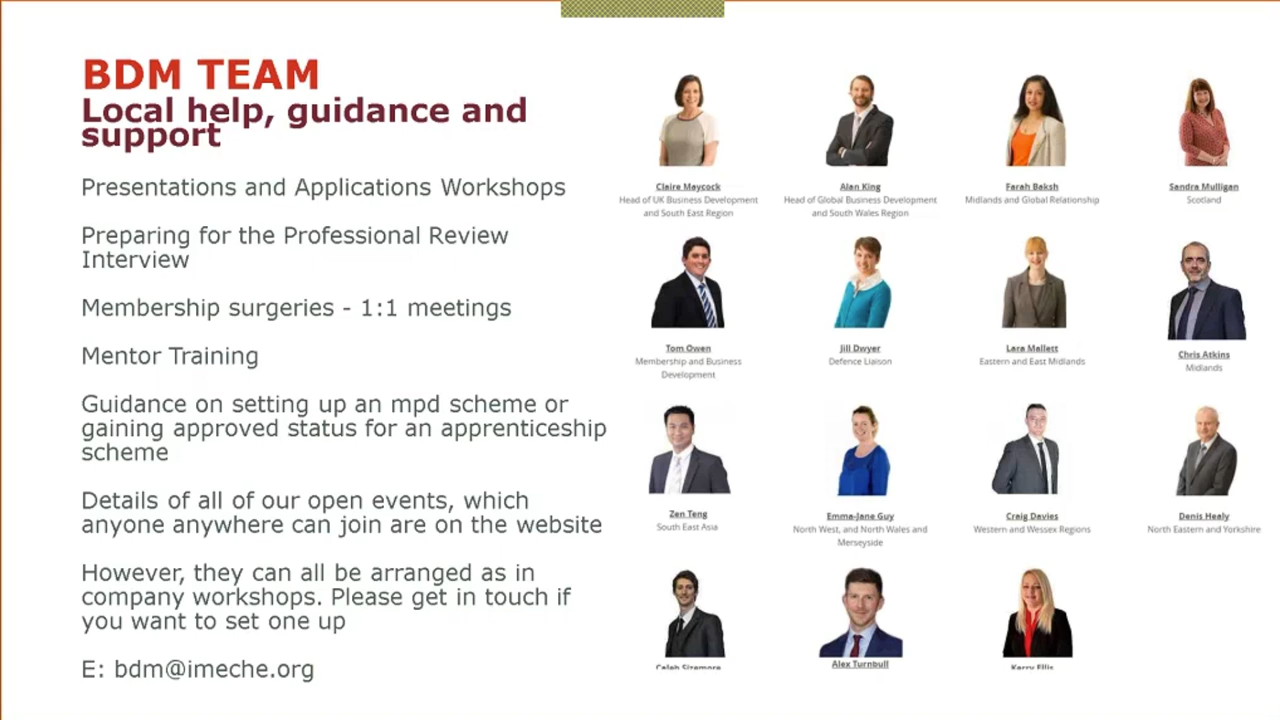 BDM TEAM
Local help, guidance and
support
Presentations and Applications Workshops
Preparing for the Professional Review
Interview
Membership surgeries - 1:1 meetings
Mentor Training
Guidance on setting up an mpd scheme or
gaining approved status for an apprenticeship
scheme
Details of all of our open events, which
anyone anywhere can join are on the website
However, they can all be arranged as in
company workshops. Please get in touch if
you want to set one up
E: bdm@imeche.org
Claire Maycock
Head of UK Business Development
and South East Region
Alan King
Head of Global Business Development
and South Wales Region
Farah Baksh
Midlands and Global Relationship
Sandra Mulligan
Scotland
Tom Owen
Membership and Business
Development
Jill Dwyer
Defence Liaison
Lara Mallett
Eastern and East Midlands
Chris Atkins
Midlands
Zen Teng
South East Asia
Emma-Jane Guy
North West, and North Wales and
Merseyside
Craig Davies
Western and Wessex Regions
Denis Healy
North Eastern and Yorkshire
Caleb Sizemore
Alex Turnbull
Kerry Ellis